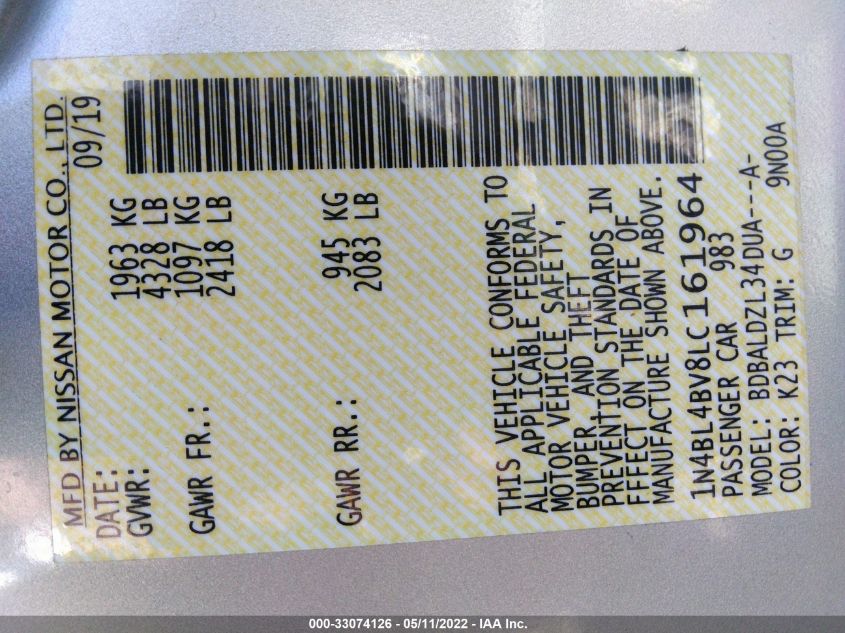 MFD BY NISSAN MOTOR CO., LTD.
DATE: 09/19
GVWR: 1963 KG
4328 LB
GAWR FR.: 1097 KG
2418 LB
GAWR RR.: 945 KG
2083 LB
THIS VEHICLE CONFORMS TO
ALL APPLICABLE FEDERAL
MOTOR VEHICLE SAFETY,
BUMPER AND THEFT
PREVENTION STANDARDS IN
EFFECT ON THE DATE OF
MANUFACTURE SHOWN ABOVE.
1N4BL4BV8LC161964
PASSENGER CAR 983
MODEL: BDBALDZL34DUA---A-
COLOR: K23 TRIM: G 9N00A
000-33074126 - 05/11/2022 - IAA Inc.